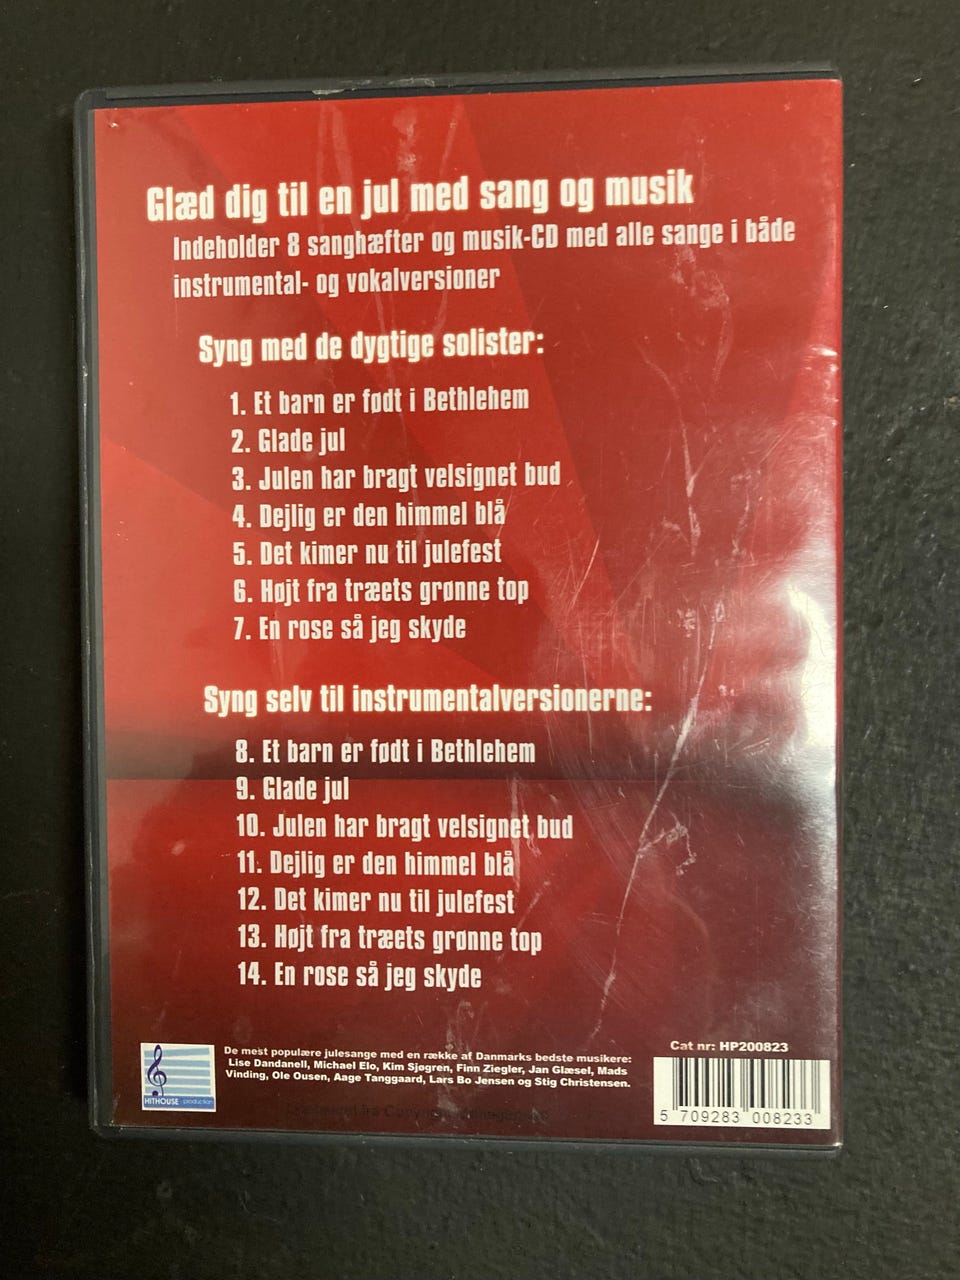 Glæd dig til en jul med sang og musik
Indeholder 8 sanghæfter og musik-CD med alle sange i både
instrumental- og vokalversioner
Syng med de dygtige solister:
1. Et barn er født i Bethlehem
2. Glade jul
3. Julen har bragt velsignet bud
4. Dejlig er den himmel blå
5. Det kimer nu til julefest
6. Højt fra træets grønne top
7. En rose så jeg skyde
Syng selv til instrumentalversionerne:
8. Et barn er født i Bethlehem
9. Glade jul
10. Julen har bragt velsignet bud
11. Dejlig er den himmel blå
12. Det kimer nu til julefest
13. Højt fra træets grønne top
14. En rose så jeg skyde
De mest populære julesange med en række af Danmarks bedste musikere:
Lise Dandanell, Michael Elo, Kim Sjøgren, Finn Ziegler, Jan Glæsel, Mads
Vinding, Ole Ousen, Aage Tanggaard, Lars Bo Jensen og Stig Christensen.
HITHOUSE production
Cat nr: HP200823
5 709283 008233